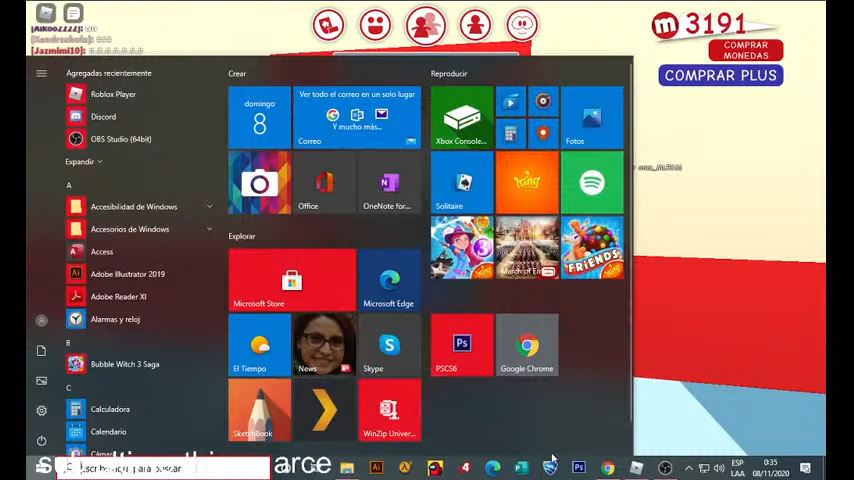 3191
COMPRAR
MONEDAS
COMPRAR PLUS
[Jazmimi10]:
Agregadas recientemente
Roblox Player
Discord
OBS Studio (64bit)
Expandir
A
Accesibilidad de Windows
Accesorios de Windows
Access
Adobe Illustrator 2019
Adobe Reader XI
Alarmas y reloj
B
Bubble Witch 3 Saga
C
Calculadora
Calendario
Crear
domingo
8
Ver todo el correo en un solo lugar
Y mucho más...
Correo
Office
OneNote for...
Explorar
Microsoft Store
Microsoft Edge
El Tiempo
News
Skype
SketchBook
WinZip Univer...
Reproducir
Xbox Console...
Fotos
Solitaire
king
3
FRIENDS
Ps
PSCS6
Google Chrome
ESP
LAA
0:35
08/11/2020